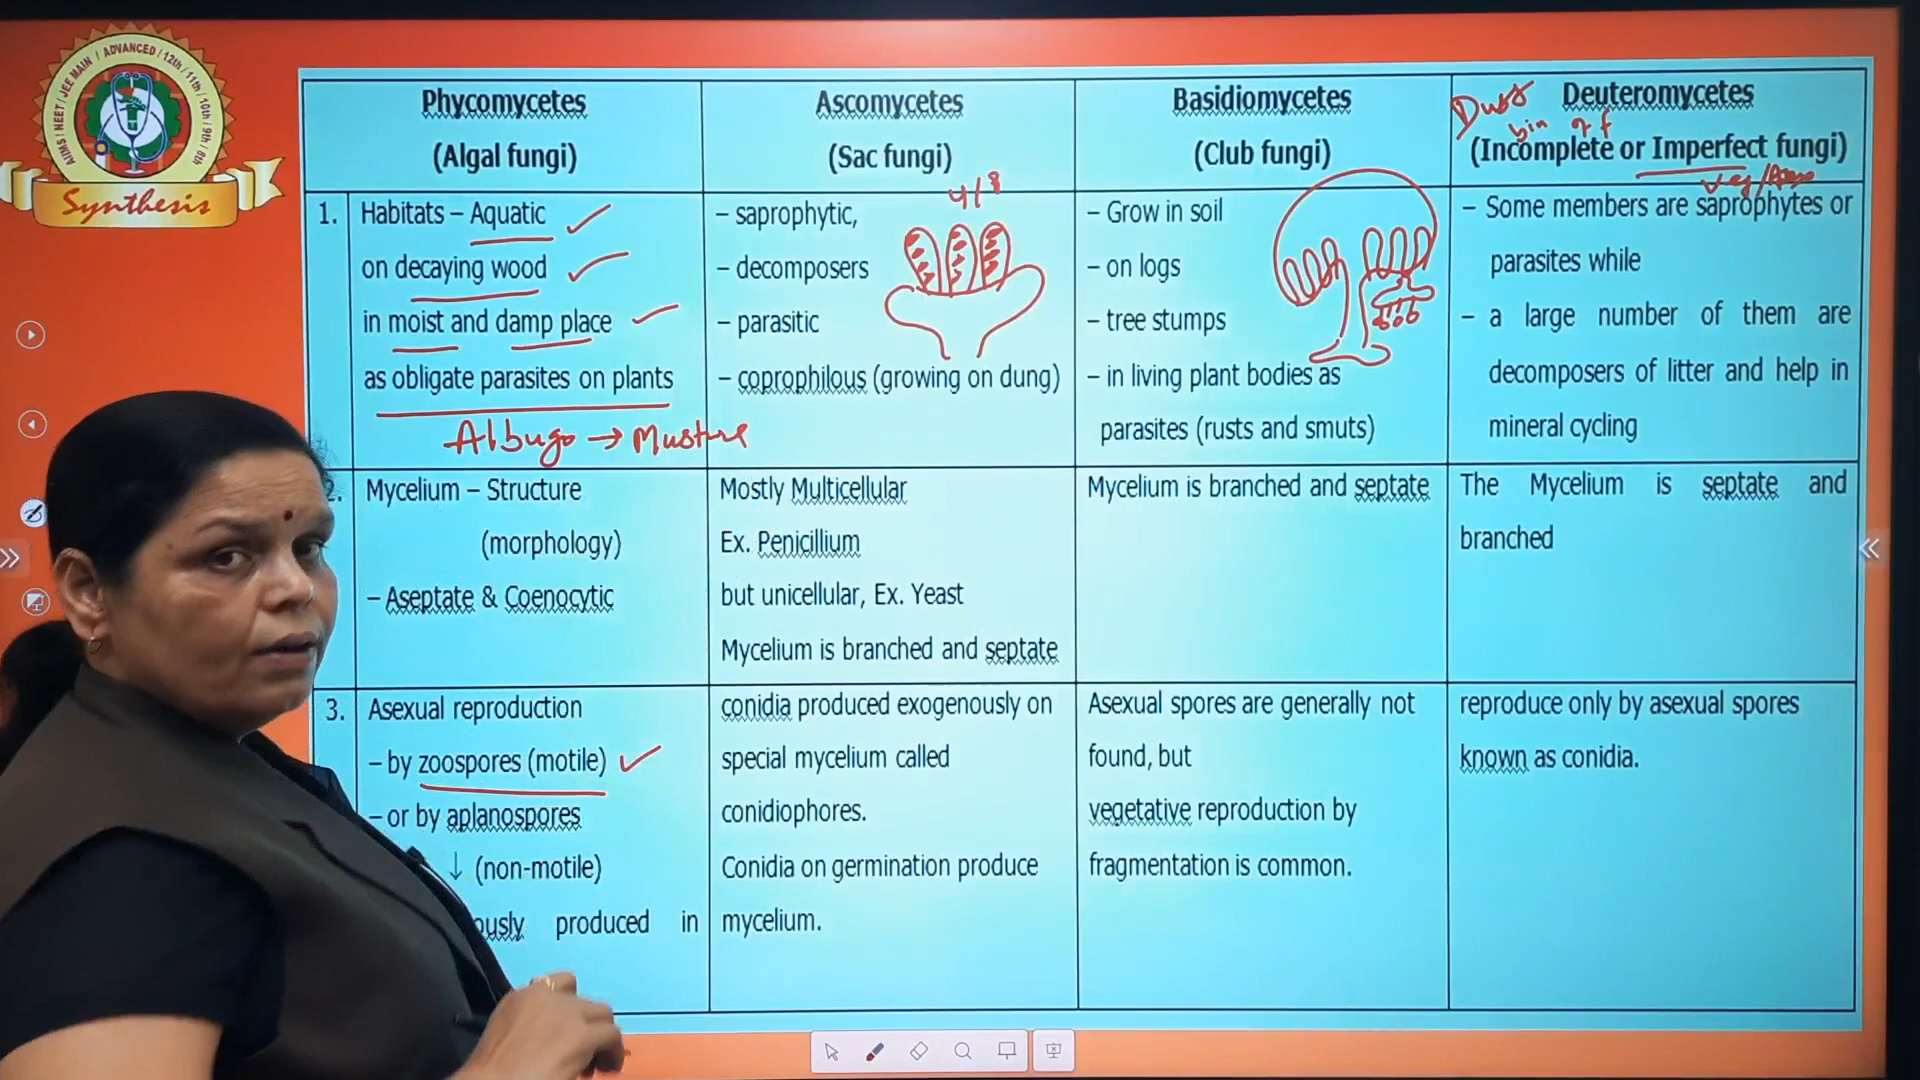 AIIMS / NEET / JEE MAIN / ADVANCED / 12th / 11th / 10th / 9th / 8th
Synthesis
Phycomycetes
(Algal fungi)
Ascomycetes
(Sac fungi)
Basidiomycetes
(Club fungi)
Deuteromycetes
(Incomplete or Imperfect fungi)
bin of f
1.
Habitats – Aquatic
on decaying wood
in moist and damp place
as obligate parasites on plants
Albugo →
4/8
– saprophytic,
– decomposers
– parasitic
– coprophilous (growing on dung)
– Grow in soil
– on logs
– tree stumps
– in living plant bodies as
parasites (rusts and smuts)
– Some members are saprophytes or
parasites while
– a large number of them are
decomposers of litter and help in
mineral cycling
2.
Mycelium – Structure
(morphology)
– Aseptate & Coenocytic
Mostly Multicellular
Ex. Penicillium
but unicellular, Ex. Yeast
Mycelium is branched and septate
Mycelium is branched and septate
The Mycelium is septate and
branched
3.
Asexual reproduction
– by zoospores (motile)
– or by aplanospores
↓ (non-motile)
ously produced in
conidia produced exogenously on
special mycelium called
conidiophores.
Conidia on germination produce
mycelium.
Asexual spores are generally not
found, but
vegetative reproduction by
fragmentation is common.
reproduce only by asexual spores
known as conidia.